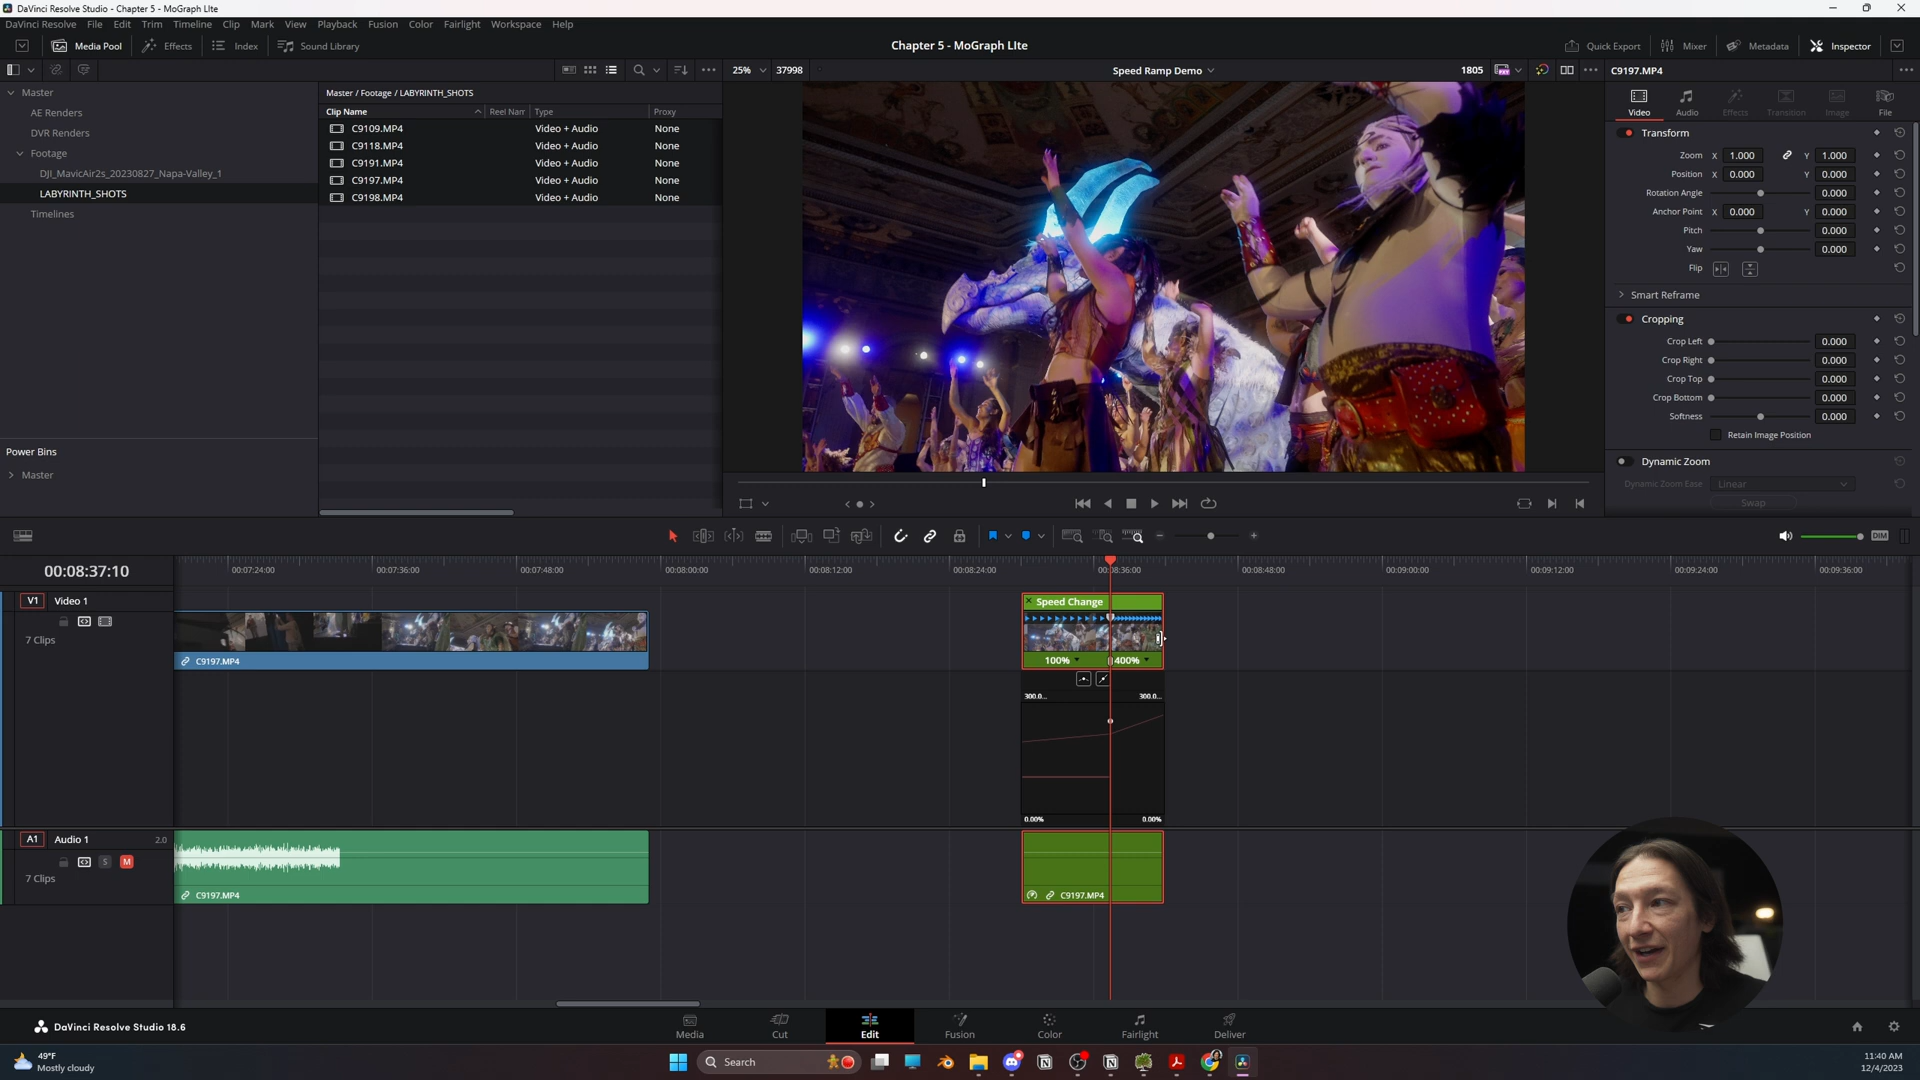 DaVinci Resolve Studio - Chapter 5 - MoGraph LIte
DaVinci Resolve File Edit Trim Timeline Clip Mark View Playback Fusion Color Fairlight Workspace Help
Media Pool Effects Index Sound Library
Chapter 5 - MoGraph LIte
Quick Export Mixer Metadata Inspector
25% 37998 Speed Ramp Demo 1805 C9197.MP4
Master
AE Renders
DVR Renders
Footage
DJI_MavicAir2s_20230827_Napa-Valley_1
LABYRINTH_SHOTS
Timelines
Power Bins
Master
Master / Footage / LABYRINTH_SHOTS
Clip Name Reel Narr Type Proxy
C9109.MP4 Video + Audio None
C9118.MP4 Video + Audio None
C9191.MP4 Video + Audio None
C9197.MP4 Video + Audio None
C9198.MP4 Video + Audio None
Video Audio Effects Transition Image File
Transform
Zoom X 1.000 Y 1.000
Position X 0.000 Y 0.000
Rotation Angle 0.000
Anchor Point X 0.000 Y 0.000
Pitch 0.000
Yaw 0.000
Flip
Smart Reframe
Cropping
Crop Left 0.000
Crop Right 0.000
Crop Top 0.000
Crop Bottom 0.000
Softness 0.000
Retain Image Position
Dynamic Zoom
Dynamic Zoom Ease Linear
Swap
DIM
00:08:37:10
00:07:24:00 00:07:36:00 00:07:48:00 00:08:00:00 00:08:12:00 00:08:24:00 00:08:36:00 00:08:48:00 00:09:00:00 00:09:12:00 00:09:24:00 00:09:36:00
V1 Video 1
7 Clips
C9197.MP4
Speed Change
100% 400%
300.0... 300.0...
0.00% 0.00%
A1 Audio 1 2.0
S M
7 Clips
C9197.MP4
C9197.MP4
DaVinci Resolve Studio 18.6
Media Cut Edit Fusion Color Fairlight Deliver
49°F
Mostly cloudy
Search
11:40 AM
12/4/2023